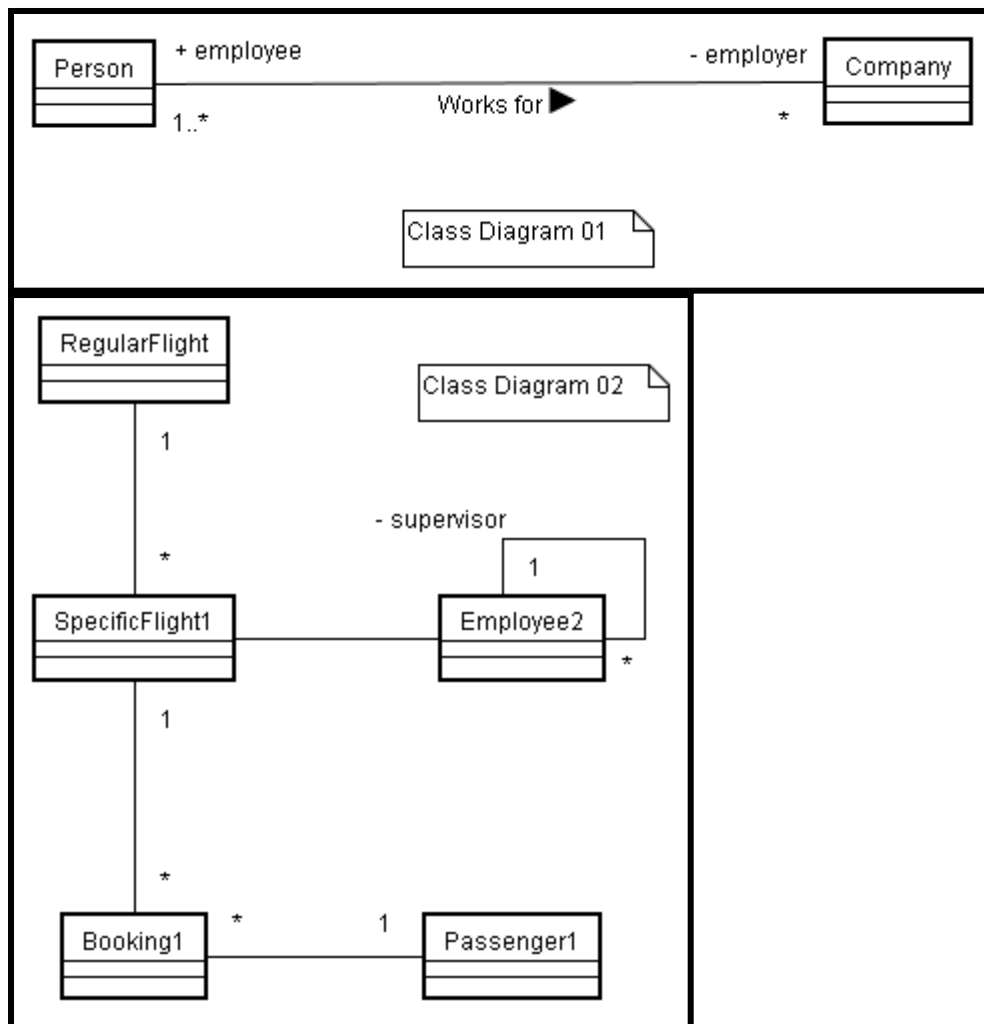 + employee
Person
- employer
Company
Works for
1..*
*
Class Diagram 01
RegularFlight
Class Diagram 02
1
- supervisor
*
1
SpecificFlight1
Employee2
*
1
*
*
1
Booking1
Passenger1